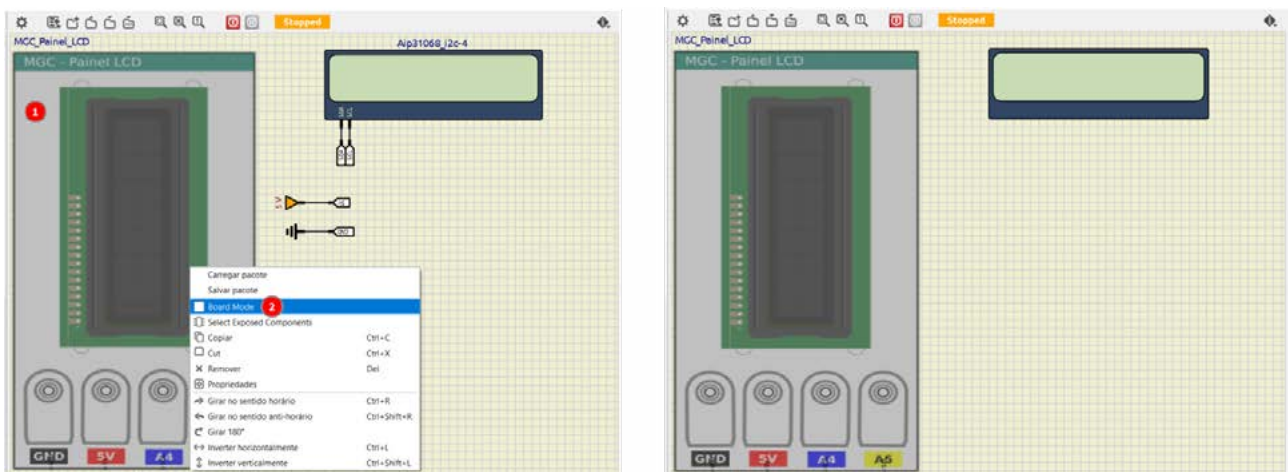 Stopped
MGC_Painel_LCD
MGC - Painel LCD
1
Aip31068_i2c-4
SDA
SCL
5 V
Carregar pacote
Salvar pacote
Board Mode 2
Select Exposed Components
Copiar Ctrl+C
Cut Ctrl+X
Remover Del
Propriedades
Girar no sentido horário Ctrl+R
Girar no sentido anti-horário Ctrl+Shift+R
Girar 180°
Inverter horizontalmente Ctrl+L
Inverter verticalmente Ctrl+Shift+L
GND 5V A4
Stopped
MGC_Painel_LCD
MGC - Painel LCD
GND 5V A4 A5